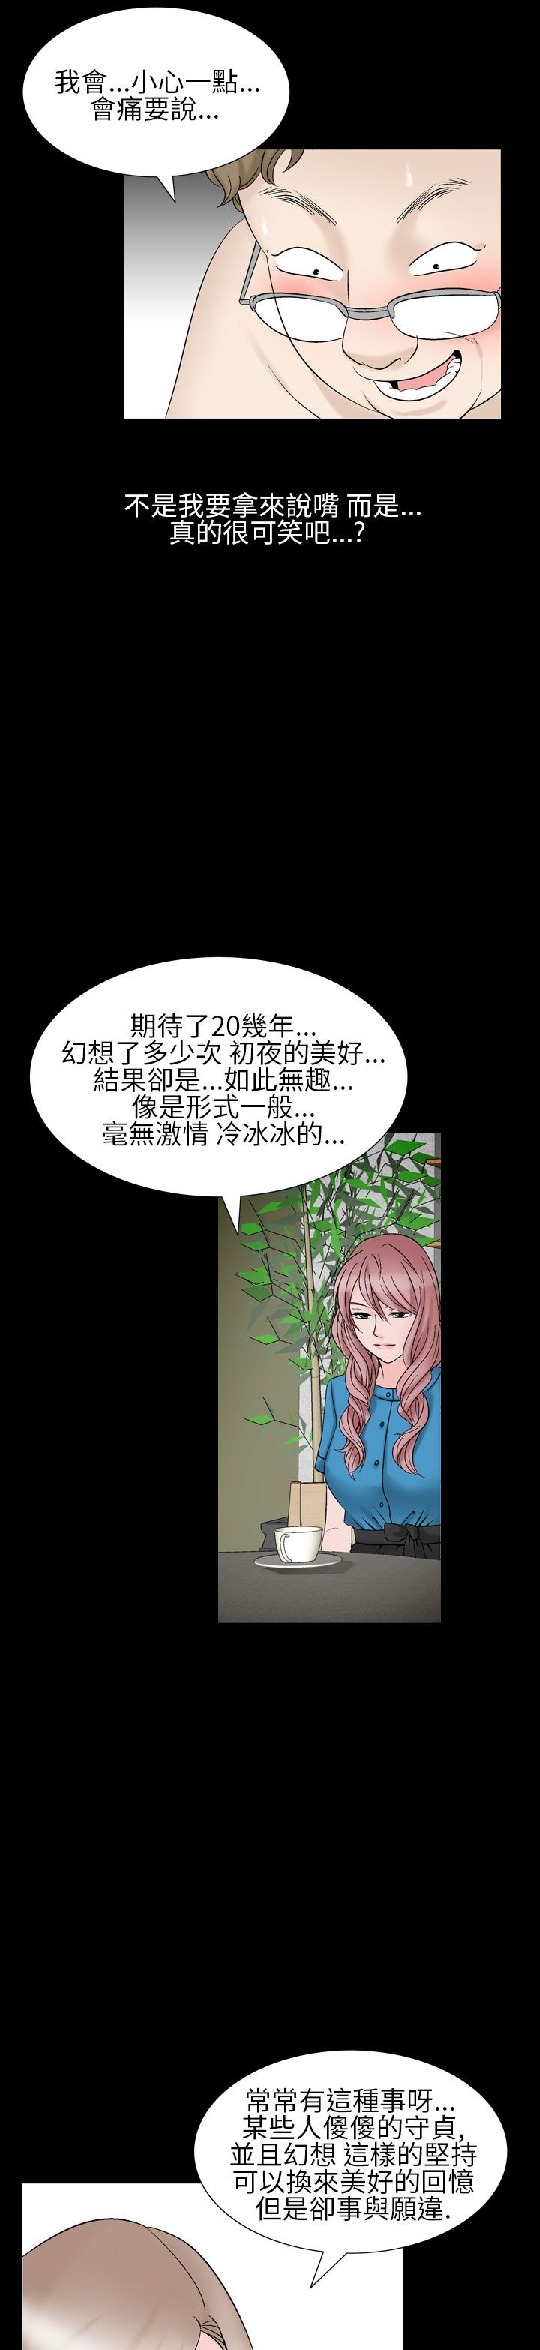 我會...小心一點...
會痛要說...
不是我要拿來說嘴 而是...
真的很可笑吧...?
期待了20幾年...
幻想了多少次 初夜的美好...
結果卻是...如此無趣...
像是形式一般...
毫無激情 冷冰冰的...
常常有這種事呀...
某些人傻傻的守貞,
並且幻想 這樣的堅持
可以換來美好的回憶
但是卻事與願違.